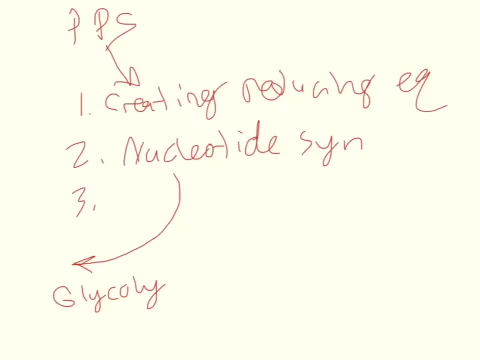 PPS
1. Creating reducing eq
2. Nucleotide syn
3.
Glycoly